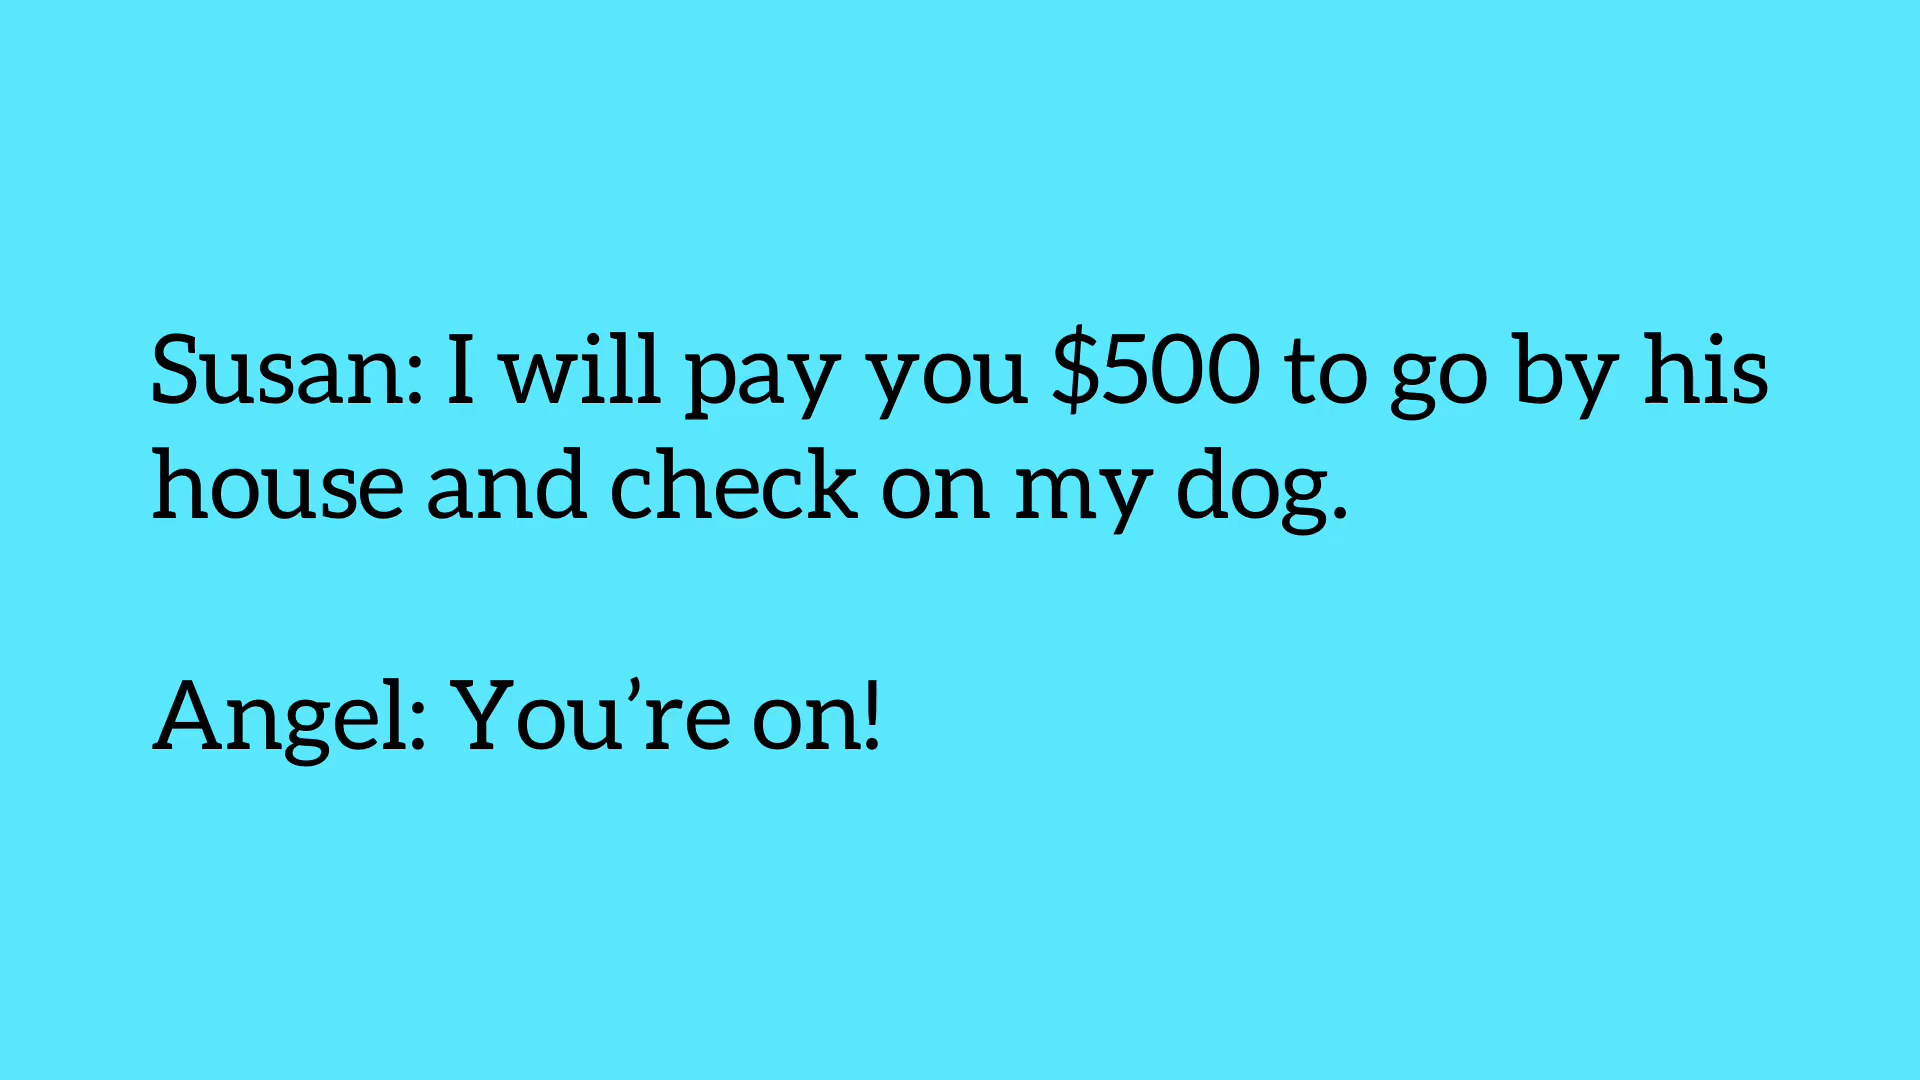 Susan: I will pay you $500 to go by his
house and check on my dog.
Angel: You’re on!